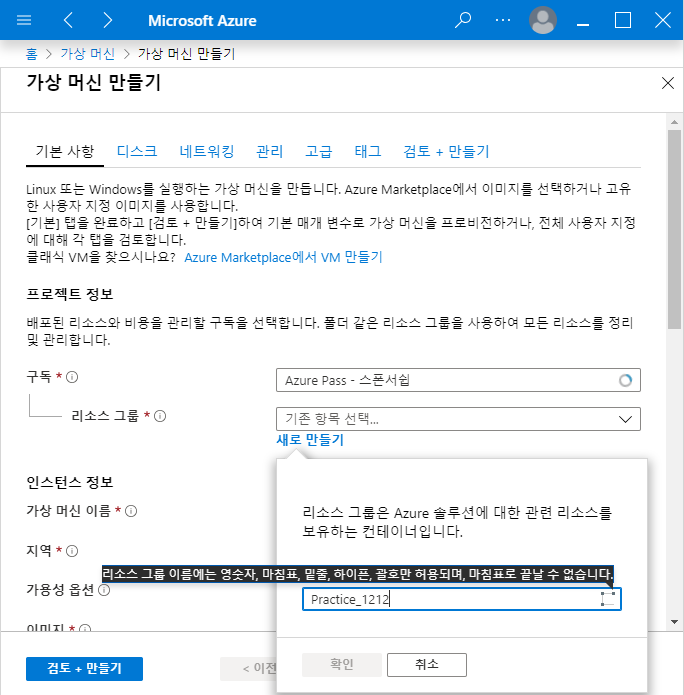 Microsoft Azure
홈 > 가상 머신 > 가상 머신 만들기
가상 머신 만들기
기본 사항 디스크 네트워킹 관리 고급 태그 검토 + 만들기
Linux 또는 Windows를 실행하는 가상 머신을 만듭니다. Azure Marketplace에서 이미지를 선택하거나 고유
한 사용자 지정 이미지를 사용합니다.
[기본] 탭을 완료하고 [검토 + 만들기]하여 기본 매개 변수로 가상 머신을 프로비전하거나, 전체 사용자 지정
에 대해 각 탭을 검토합니다.
클래식 VM을 찾으시나요? Azure Marketplace에서 VM 만들기
프로젝트 정보
배포된 리소스와 비용을 관리할 구독을 선택합니다. 폴더 같은 리소스 그룹을 사용하여 모든 리소스를 정리
및 관리합니다.
구독 * Azure Pass - 스폰서쉽
리소스 그룹 * 기존 항목 선택...
새로 만들기
인스턴스 정보
가상 머신 이름 *
지역 *
가용성 옵션
이미지 *
리소스 그룹은 Azure 솔루션에 대한 관련 리소스를
보유하는 컨테이너입니다.
리소스 그룹 이름에는 영숫자, 마침표, 밑줄, 하이픈, 괄호만 허용되며, 마침표로 끝날 수 없습니다.
Practice_1212
확인 취소
검토 + 만들기 < 이전